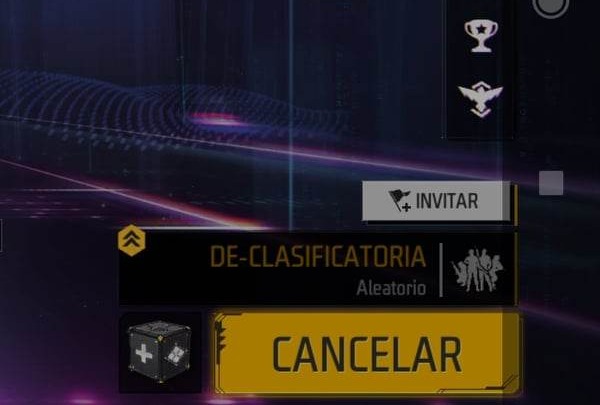 INVITAR
DE-CLASIFICATORIA
Aleatorio
CANCELAR